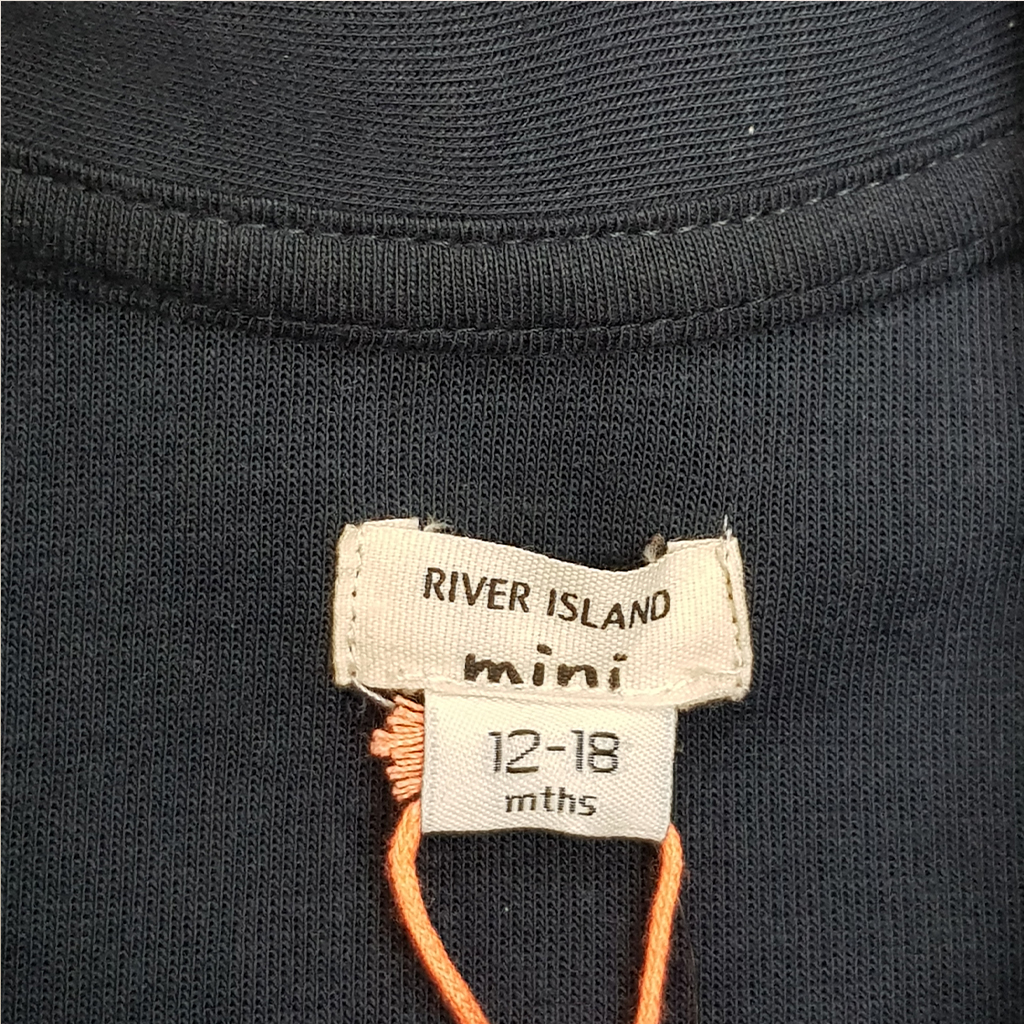 RIVER ISLAND
mini
12-18
mths